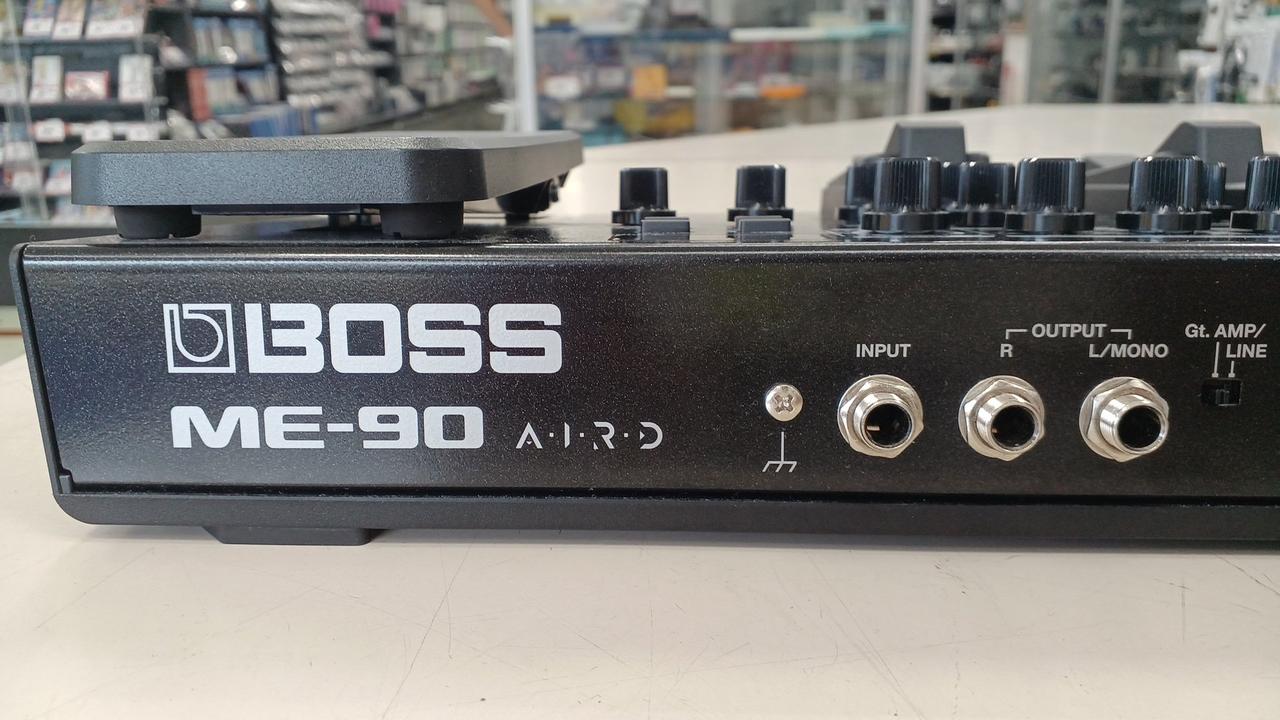 BOSS
ME-90 A·I·R·D
INPUT
OUTPUT
R L/MONO
Gt. AMP/
LINE